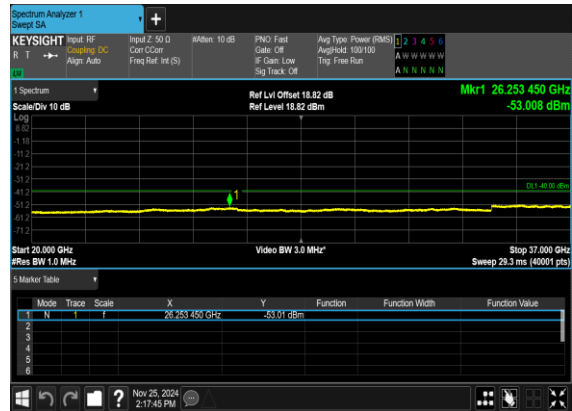 Spectrum Analyzer 1
Swept SA
KEYSIGHT Input: RF Input Z: 50 Ω #Atten: 10 dB PNO: Fast Avg Type: Power (RMS) 1 2 3 4 5 6
R T Coupling: DC Corr CCorr Gate: Off Avg|Hold: 100/100 A W W W W W
Align: Auto Freq Ref: Int (S) IF Gain: Low Trig: Free Run
LW Sig Track: Off A N N N N N
1 Spectrum Ref Lvl Offset 18.82 dB Mkr1 26.253 450 GHz
Scale/Div 10 dB Ref Level 18.82 dBm -53.008 dBm
Log
8.82
-1.18
-11.2
-21.2
-31.2
-41.2 DL1 -40.00 dBm
1
-51.2
-61.2
-71.2
Start 20.000 GHz Video BW 3.0 MHz* Stop 37.000 GHz
#Res BW 1.0 MHz Sweep 29.3 ms (40001 pts)
5 Marker Table
Mode Trace Scale X Y Function Function Width Function Value
1 N 1 f 26.253 450 GHz -53.01 dBm
2
3
4
5
6
? Nov 25, 2024
2:17:45 PM